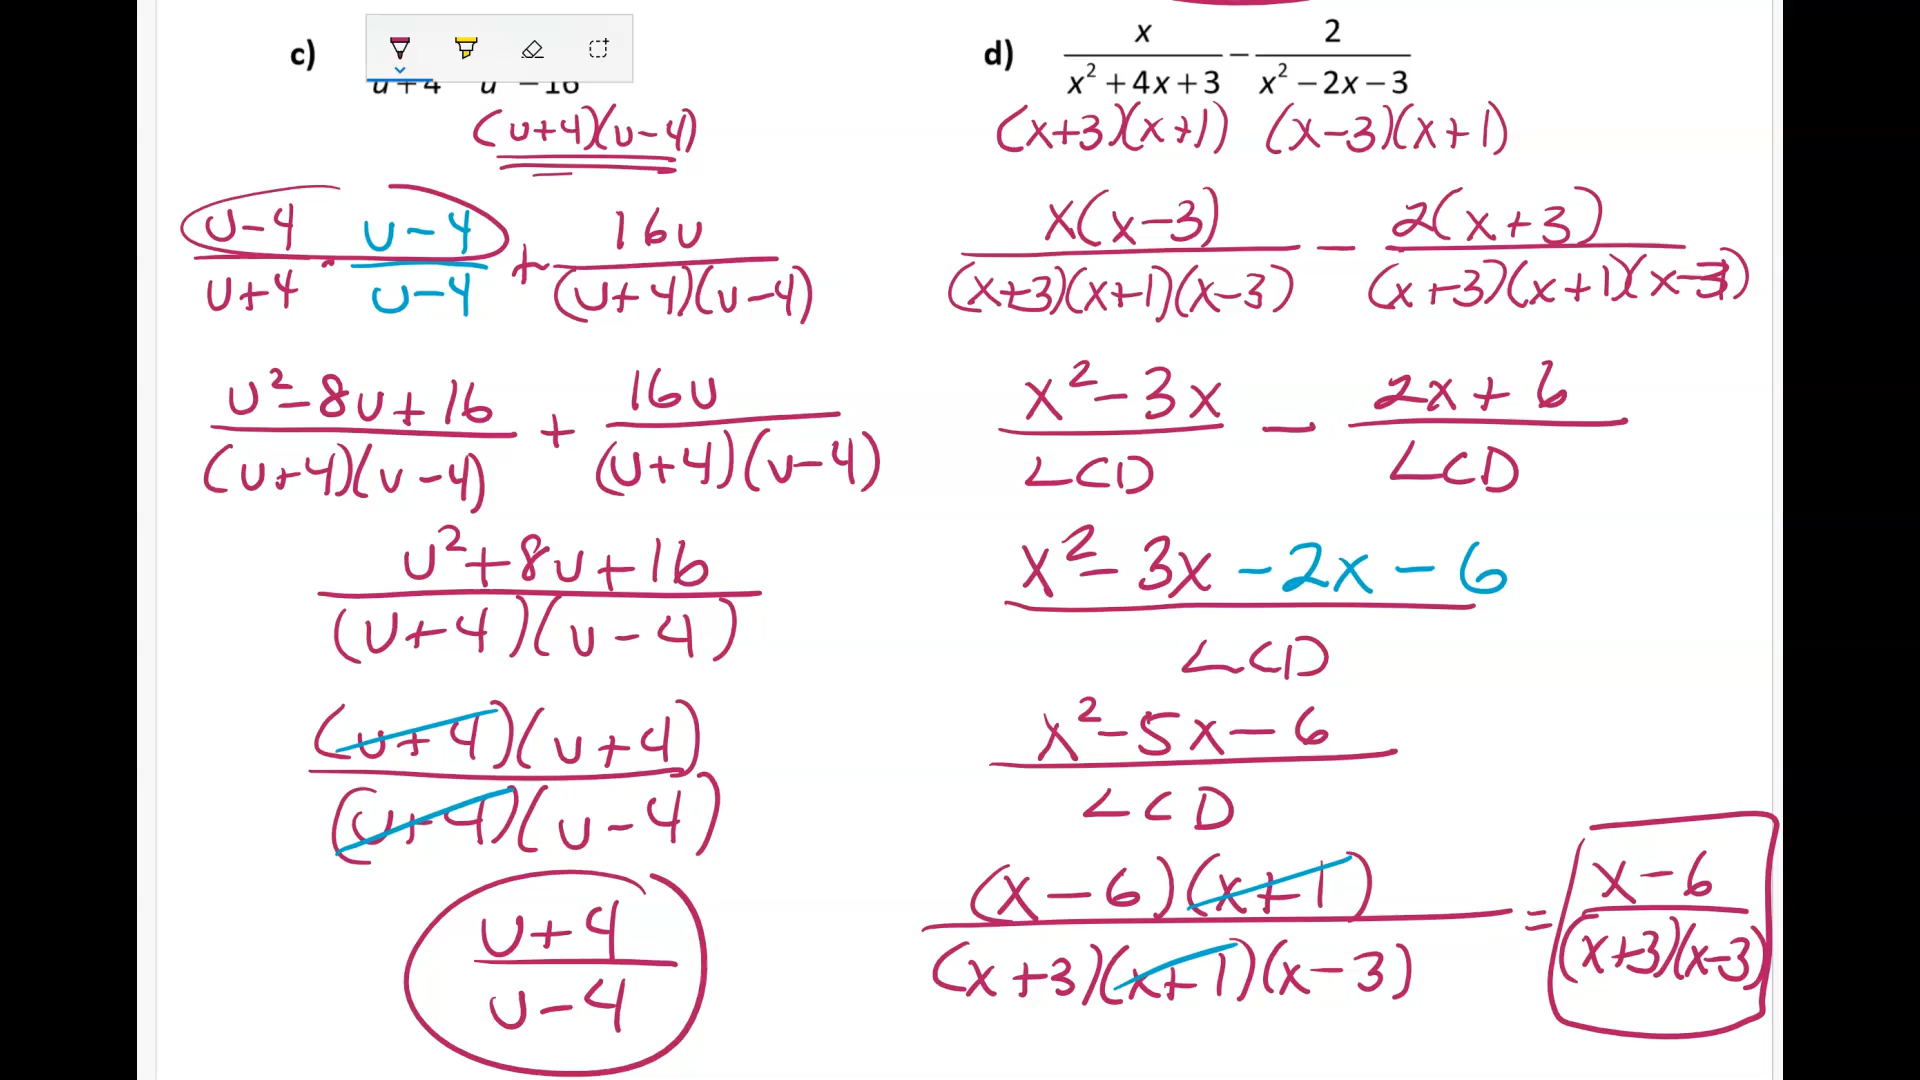 c)
u+4 u −16
(u+4)(u-4)
u-4/u+4 · u-4/u-4 + 16u/(u+4)(u-4)
u²-8u+16/(u+4)(u-4) + 16u/(u+4)(u-4)
u²+8u+16/(u+4)(u-4)
(u+4)(u+4)/(u+4)(u-4)
u+4/u-4
d) x/x²+4x+3 − 2/x²−2x−3
(x+3)(x+1) (x-3)(x+1)
x(x-3)/(x+3)(x+1)(x-3) - 2(x+3)/(x+3)(x+1)(x-3)
x²-3x/LCD - 2x+6/LCD
x²-3x-2x-6/LCD
x²-5x-6/LCD
(x-6)(x+1)/(x+3)(x+1)(x-3) = x-6/(x+3)(x-3)